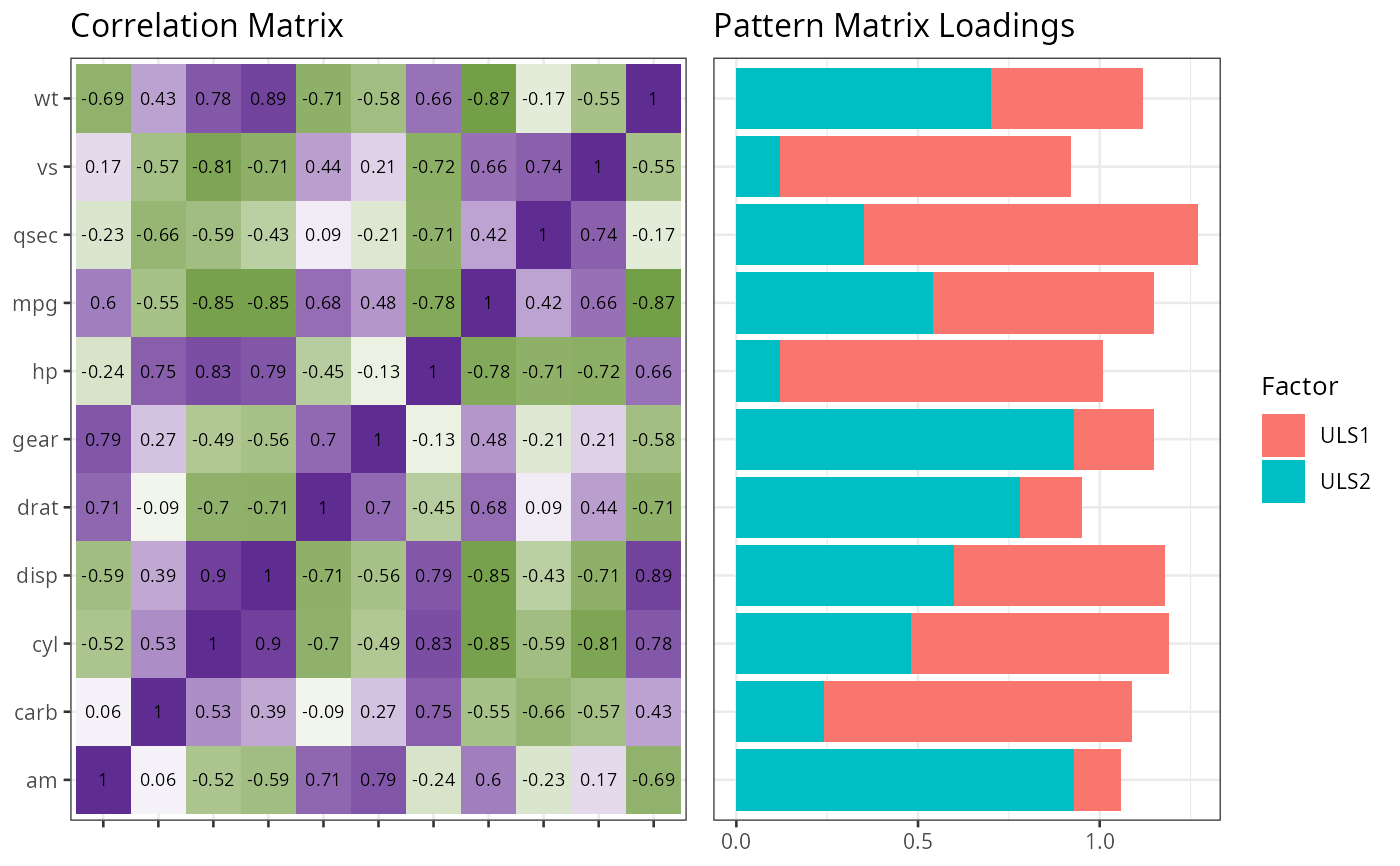 Correlation Matrix
Pattern Matrix Loadings
wt -0.69 0.43 0.78 0.89 -0.71 -0.58 0.66 -0.87 -0.17 -0.55 1
vs 0.17 -0.57 -0.81 -0.71 0.44 0.21 -0.72 0.66 0.74 1 -0.55
qsec -0.23 -0.66 -0.59 -0.43 0.09 -0.21 -0.71 0.42 1 0.74 -0.17
mpg 0.6 -0.55 -0.85 -0.85 0.68 0.48 -0.78 1 0.42 0.66 -0.87
hp -0.24 0.75 0.83 0.79 -0.45 -0.13 1 -0.78 -0.71 -0.72 0.66
gear 0.79 0.27 -0.49 -0.56 0.7 1 -0.13 0.48 -0.21 0.21 -0.58
drat 0.71 -0.09 -0.7 -0.71 1 0.7 -0.45 0.68 0.09 0.44 -0.71
disp -0.59 0.39 0.9 1 -0.71 -0.56 0.79 -0.85 -0.43 -0.71 0.89
cyl -0.52 0.53 1 0.9 -0.7 -0.49 0.83 -0.85 -0.59 -0.81 0.78
carb 0.06 1 0.53 0.39 -0.09 0.27 0.75 -0.55 -0.66 -0.57 0.43
am 1 0.06 -0.52 -0.59 0.71 0.79 -0.24 0.6 -0.23 0.17 -0.69
0.0 0.5 1.0
Factor
ULS1
ULS2